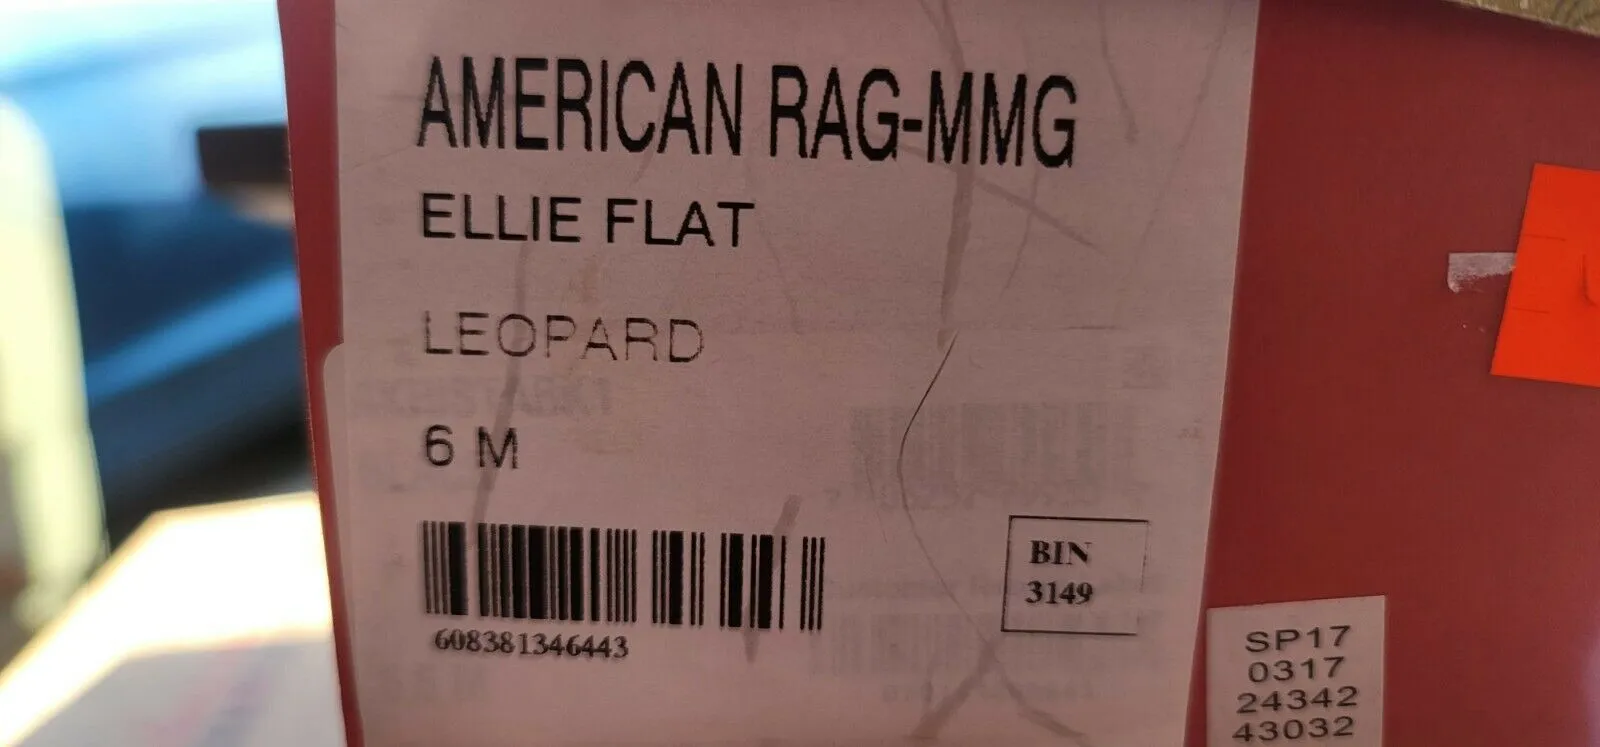 AMERICAN RAG-MMG
ELLIE FLAT
LEOPARD
6 M
608381346443
BIN
3149
SP17
0317
24342
43032